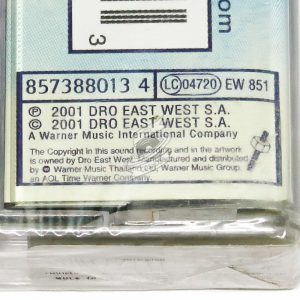 com
3
857388013 4 LC 04720 EW 851
℗ 2001 DRO EAST WEST S.A.
© 2001 DRO EAST WEST S.A.
A Warner Music International Company
The Copyright in this sound recording and in the artwork
is owned by Dro East West. Manufactured and distributed
by Warner Music Thailand Ltd, Warner Music Group,
an AOL Time Warner Company.